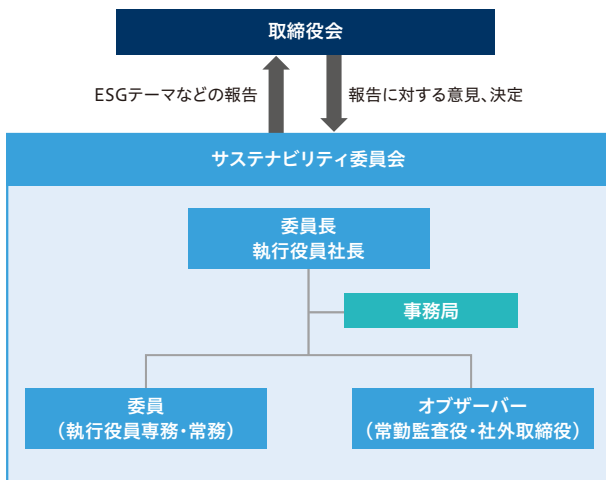 取締役会
ESGテーマなどの報告
報告に対する意見、決定
サステナビリティ委員会
委員長
執行役員社長
事務局
委員
（執行役員専務・常務）
オブザーバー
（常勤監査役・社外取締役）